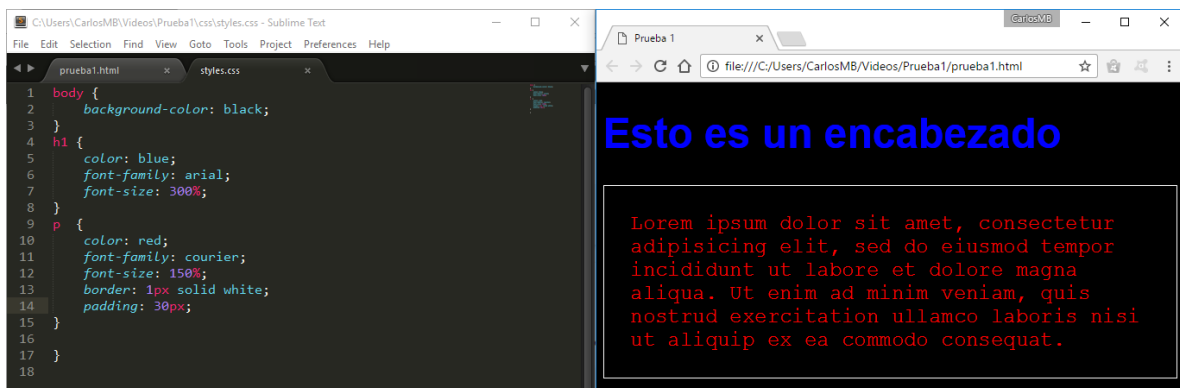 C:\Users\CarlosMB\Videos\Prueba1\css\styles.css - Sublime Text
File Edit Selection Find View Goto Tools Project Preferences Help
prueba1.html × styles.css ×
1 body {
2 background-color: black;
3 }
4 h1 {
5 color: blue;
6 font-family: arial;
7 font-size: 300%;
8 }
9 p {
10 color: red;
11 font-family: courier;
12 font-size: 150%;
13 border: 1px solid white;
14 padding: 30px;
15 }
16
17 }
18
CarlosMB
Prueba 1 ×
file:///C:/Users/CarlosMB/Videos/Prueba1/prueba1.html
Esto es un encabezado
Lorem ipsum dolor sit amet, consectetur
adipisicing elit, sed do eiusmod tempor
incididunt ut labore et dolore magna
aliqua. Ut enim ad minim veniam, quis
nostrud exercitation ullamco laboris nisi
ut aliquip ex ea commodo consequat.